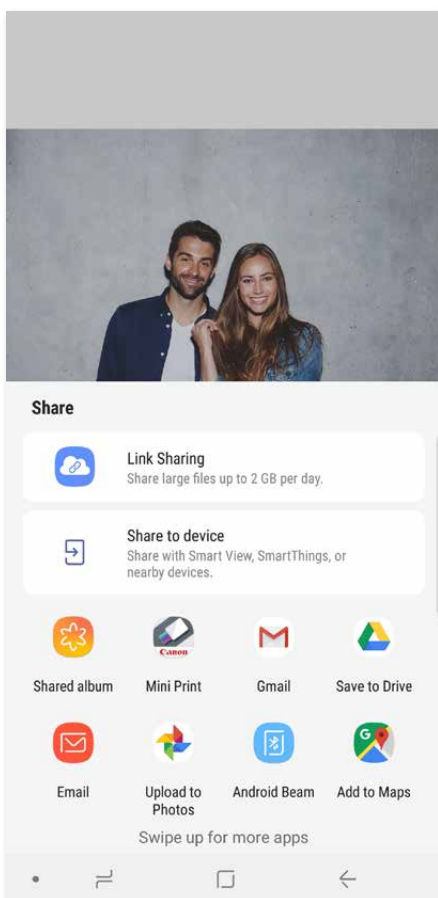 Share
Link Sharing
Share large files up to 2 GB per day.
Share to device
Share with Smart View, SmartThings, or
nearby devices.
Canon
Shared album
Mini Print
Gmail
Save to Drive
G
Email
Upload to
Photos
Android Beam
Add to Maps
Swipe up for more apps